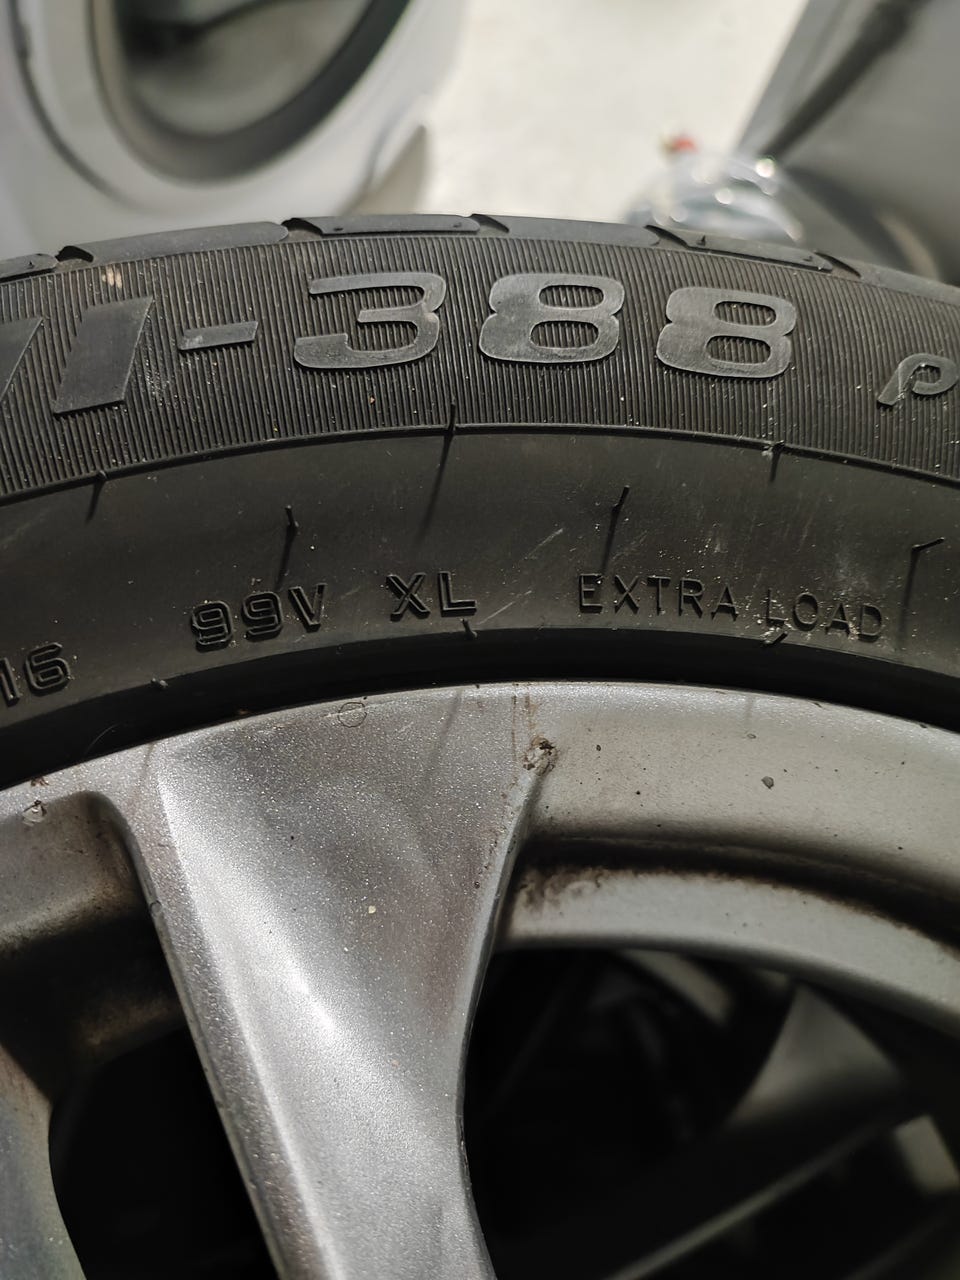 -388 P
16 99V XL EXTRA LOAD